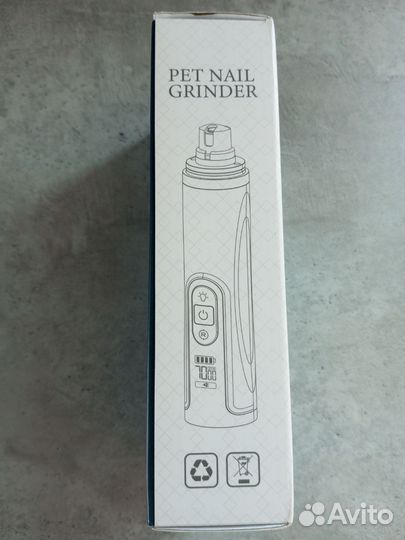 PET NAIL
GRINDER
R
Avito